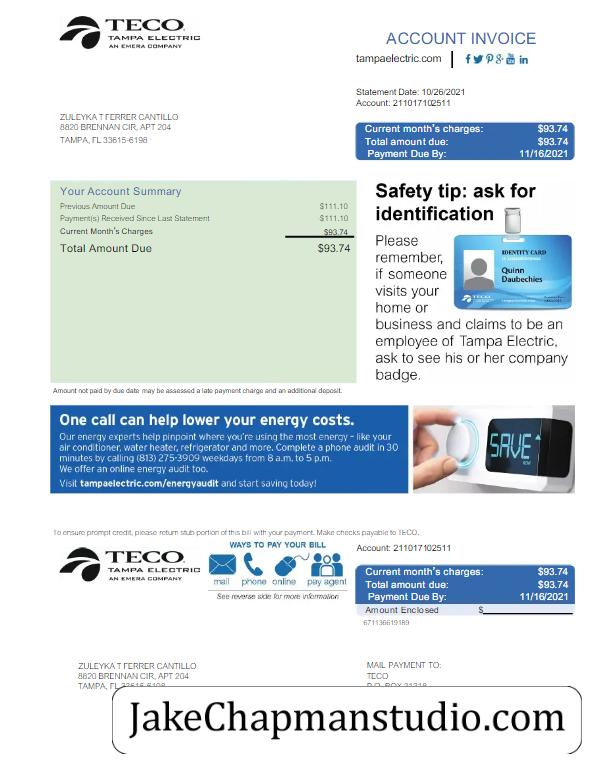 TECO®
TAMPA ELECTRIC
AN EMERA COMPANY
ACCOUNT INVOICE
tampaelectric.com
Statement Date: 10/26/2021
Account: 211017102511
ZULEYKA T FERRER CANTILLO
8820 BRENNAN CIR, APT 204
TAMPA, FL 33615-6198
Current month's charges: $93.74
Total amount due: $93.74
Payment Due By: 11/16/2021
Your Account Summary
Previous Amount Due $111.10
Payment(s) Received Since Last Statement -$111.10
Current Month's Charges $93.74
Total Amount Due $93.74
Safety tip: ask for
identification
Please
remember,
if someone
visits your
home or
business and claims to be an
employee of Tampa Electric,
ask to see his or her company
badge.
IDENTITY CARD
Quinn
Daubechies
TECO
Amount not paid by due date may be assessed a late payment charge and an additional deposit.
One call can help lower your energy costs.
Our energy experts help pinpoint where you're using the most energy – like your
air conditioner, water heater, refrigerator and more. Complete a phone audit in 30
minutes by calling (813) 275-3909 weekdays from 8 a.m. to 5 p.m.
We offer an online energy audit too.
Visit tampaelectric.com/energyaudit and start saving today!
SAVE
NOW
To ensure prompt credit, please return stub portion of this bill with your payment. Make checks payable to TECO.
TECO®
TAMPA ELECTRIC
AN EMERA COMPANY
WAYS TO PAY YOUR BILL
mail phone online pay agent
See reverse side for more information
Account: 211017102511
Current month's charges: $93.74
Total amount due: $93.74
Payment Due By: 11/16/2021
Amount Enclosed $
671136619189
ZULEYKA T FERRER CANTILLO
8820 BRENNAN CIR, APT 204
TAMPA, FL 33615-6198
MAIL PAYMENT TO:
TECO
P.O. BOX 31318
JakeChapmanstudio.com